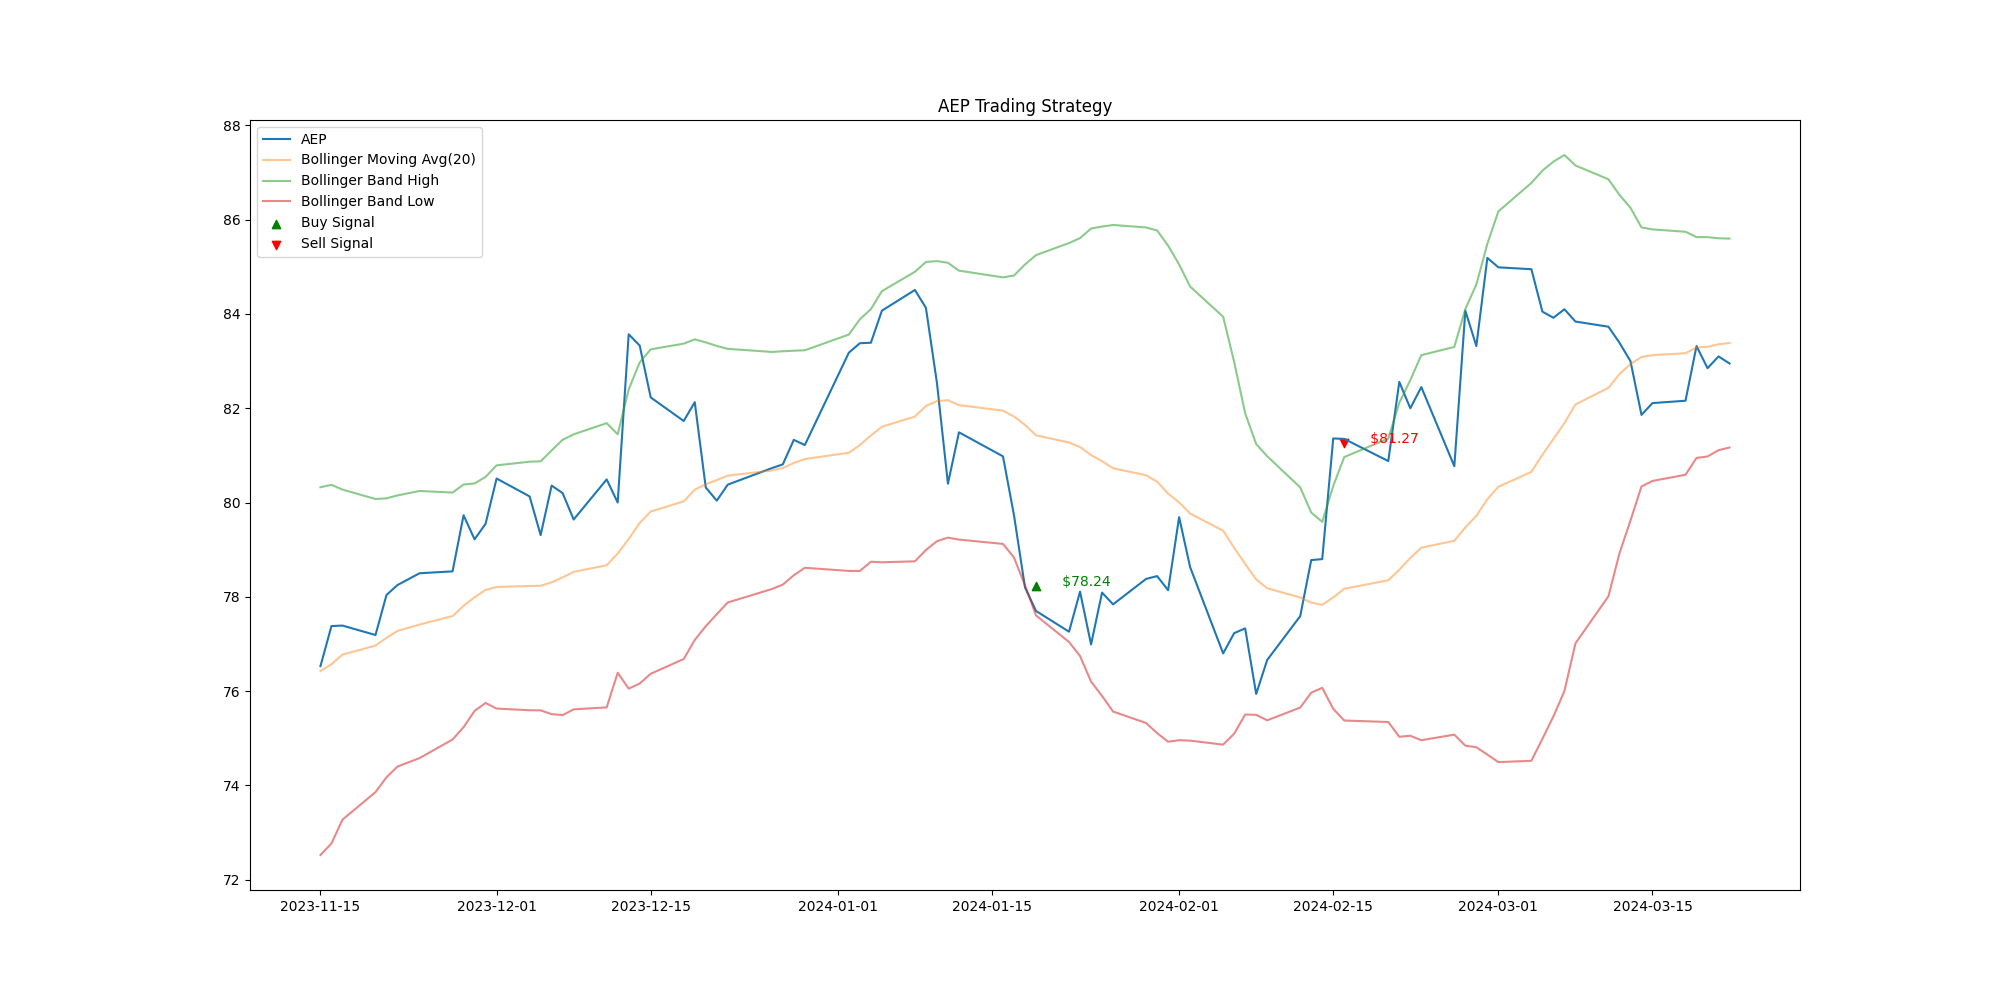 AEP Trading Strategy
88
86
84
82
80
78
76
74
72
AEP
Bollinger Moving Avg(20)
Bollinger Band High
Bollinger Band Low
Buy Signal
Sell Signal
$81.27
$78.24
2023-11-15
2023-12-01
2023-12-15
2024-01-01
2024-01-15
2024-02-01
2024-02-15
2024-03-01
2024-03-15